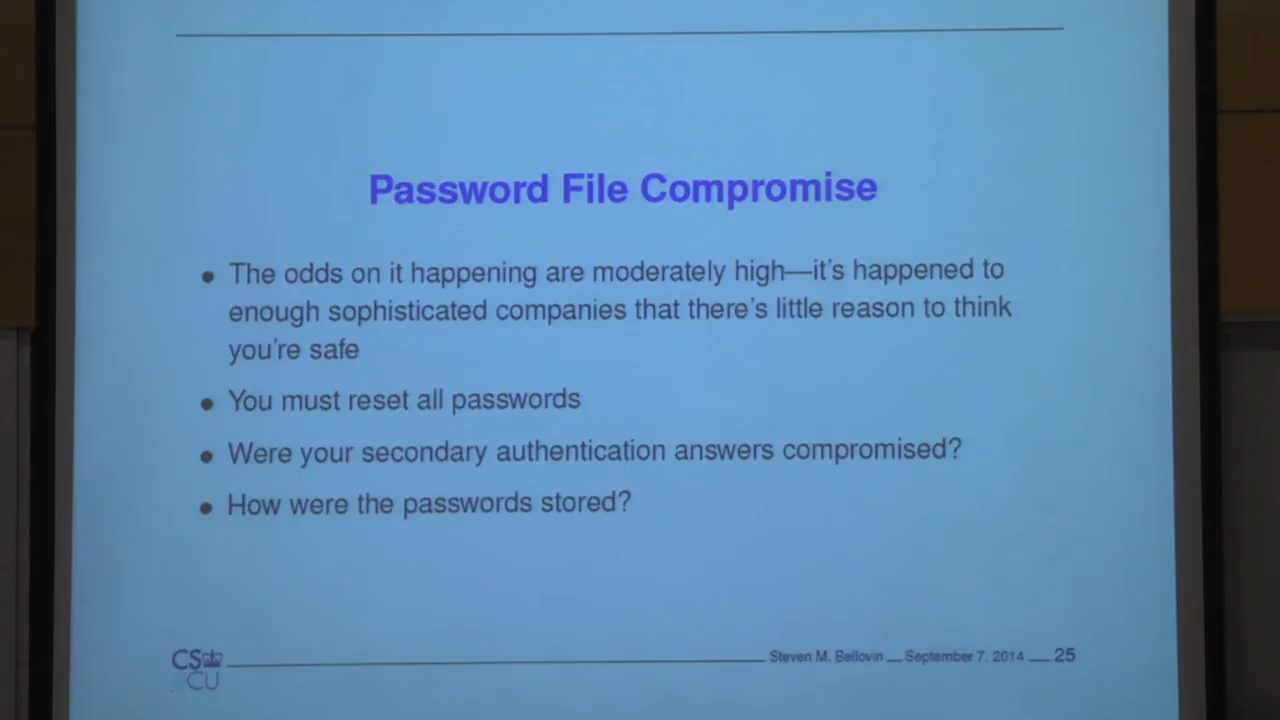 Password File Compromise
• The odds on it happening are moderately high—it's happened to
enough sophisticated companies that there's little reason to think
you're safe
• You must reset all passwords
• Were your secondary authentication answers compromised?
• How were the passwords stored?
CS
CU
Steven M. Bellovin __ September 7, 2014 __ 25